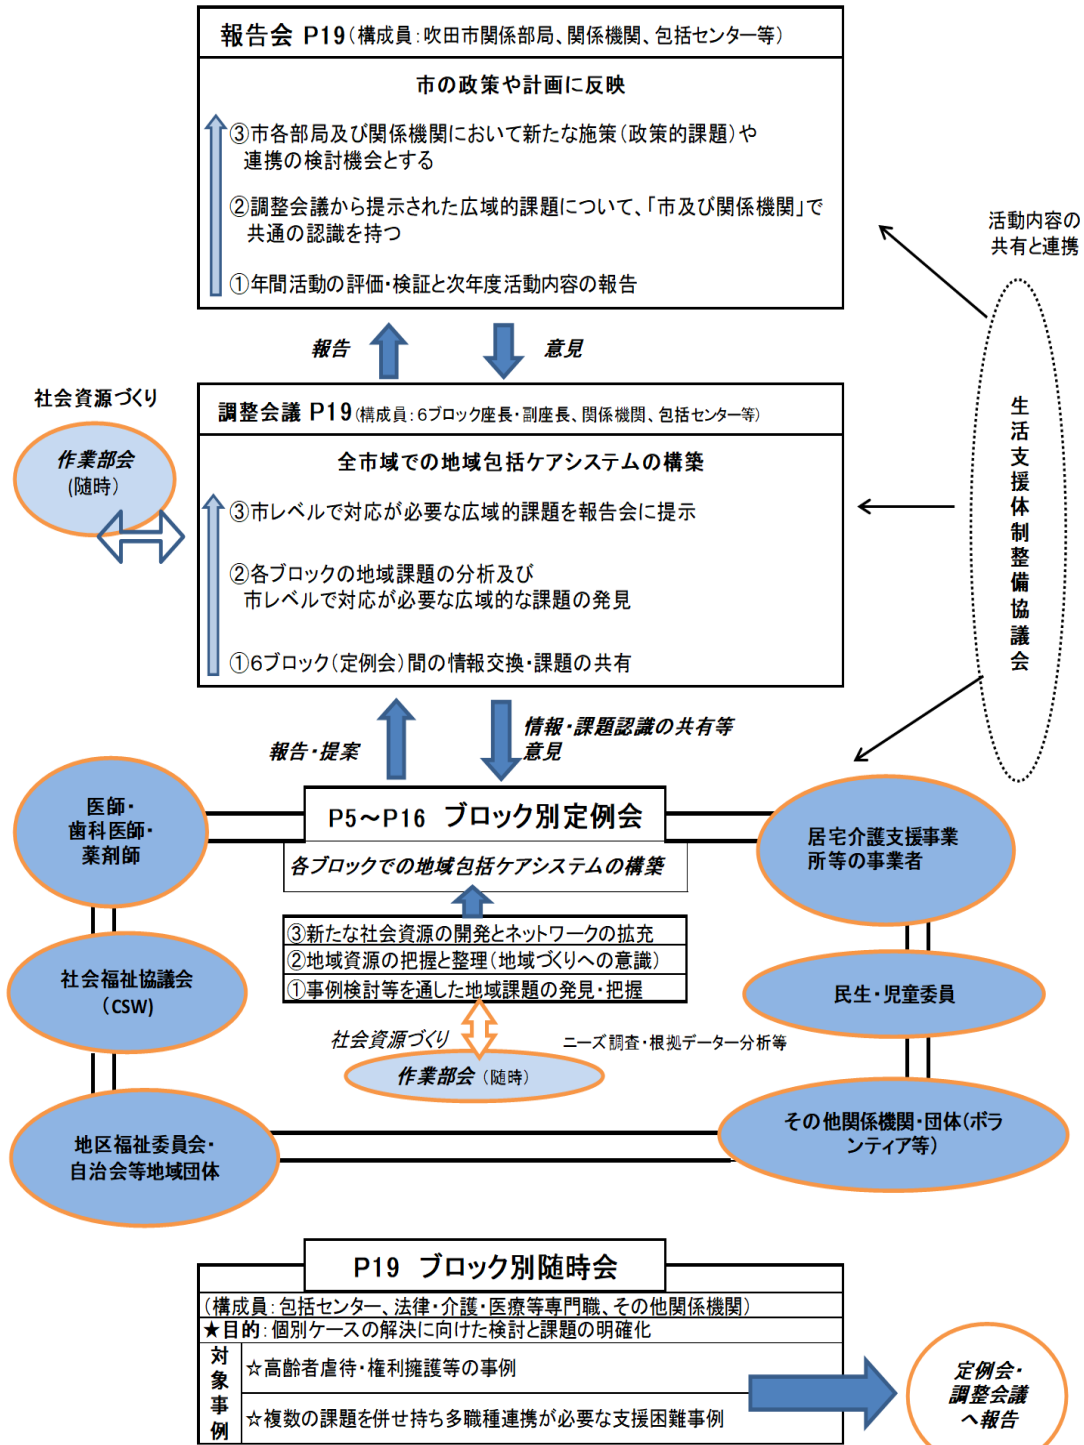 報告会 P19(構成員：吹田市関係部局、関係機関、包括センター等)
市の政策や計画に反映
③市各部局及び関係機関において新たな施策(政策的課題)や
連携の検討機会とする
②調整会議から提示された広域的課題について、「市及び関係機関」で
共通の認識を持つ
①年間活動の評価・検証と次年度活動内容の報告
活動内容の
共有と連携
報告
意見
社会資源づくり
作業部会
(随時)
調整会議 P19(構成員：6ブロック座長・副座長、関係機関、包括センター等)
全市域での地域包括ケアシステムの構築
③市レベルで対応が必要な広域的課題を報告会に提示
②各ブロックの地域課題の分析及び
市レベルで対応が必要な広域的な課題の発見
①6ブロック(定例会)間の情報交換・課題の共有
生活支援体制整備協議会
報告・提案
情報・課題認識の共有等
意見
医師・
歯科医師・
薬剤師
P5～P16 ブロック別定例会
各ブロックでの地域包括ケアシステムの構築
居宅介護支援事業
所等の事業者
③新たな社会資源の開発とネットワークの拡充
②地域資源の把握と整理(地域づくりへの意識)
①事例検討等を通した地域課題の発見・把握
社会福祉協議会
(CSW)
民生・児童委員
社会資源づくり
ニーズ調査・根拠データー分析等
作業部会(随時)
地区福祉委員会・
自治会等地域団体
その他関係機関・団体(ボラ
ンティア等)
P19 ブロック別随時会
(構成員：包括センター、法律・介護・医療等専門職、その他関係機関)
★目的：個別ケースの解決に向けた検討と課題の明確化
対象事例
☆高齢者虐待・権利擁護等の事例
☆複数の課題を併せ持ち多職種連携が必要な支援困難事例
定例会・
調整会議
へ報告